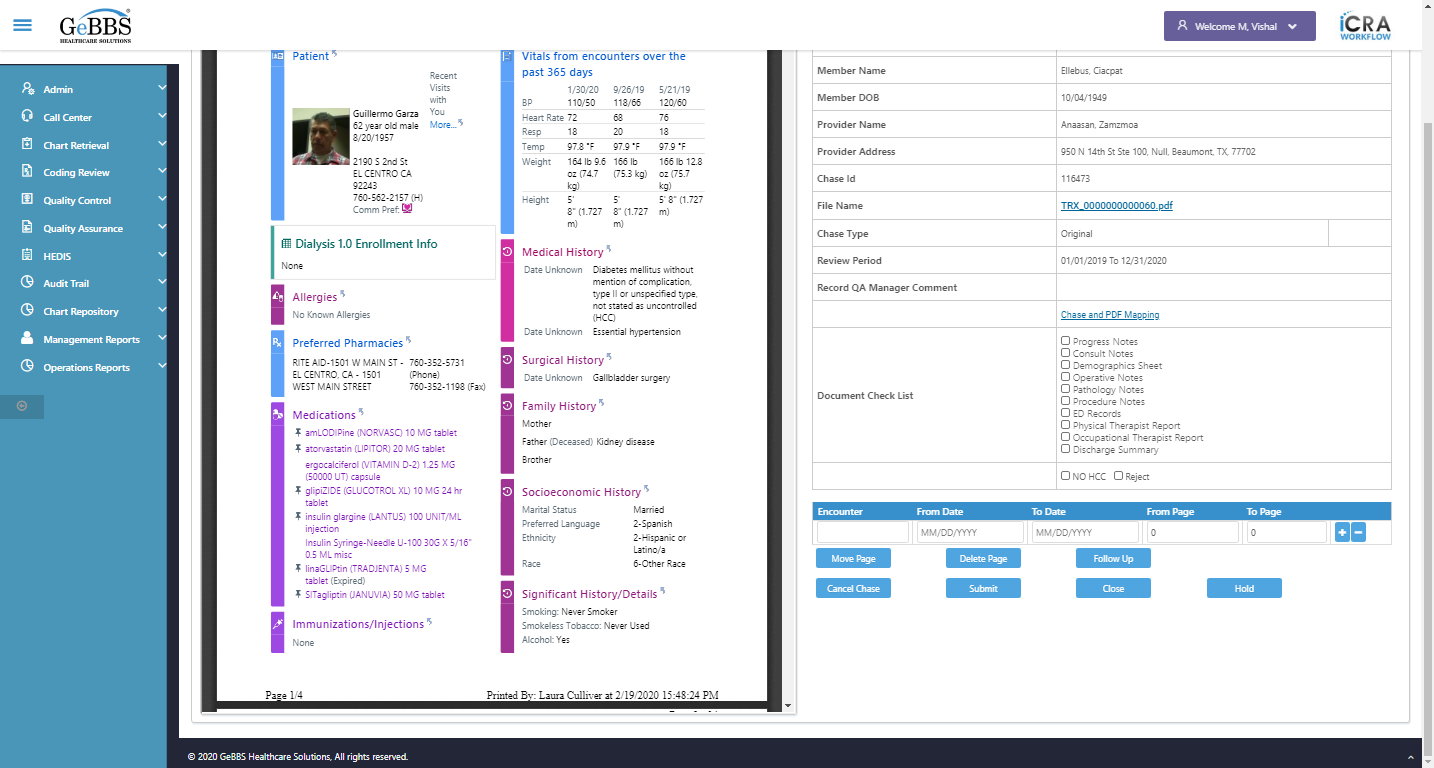 GeBBS
HEALTHCARE SOLUTIONS
Welcome M, Vishal
iCRA
WORKFLOW
Admin
Call Center
Chart Retrieval
Coding Review
Quality Control
Quality Assurance
HEDIS
Audit Trail
Chart Repository
Management Reports
Operations Reports
Patient
Recent
Visits
with
You
More...
Guillermo Garza
62 year old male
8/20/1957
2190 S 2nd St
EL CENTRO CA
92243
760-562-2157 (H)
Comm Pref:
Dialysis 1.0 Enrollment Info
None
Allergies
No Known Allergies
Preferred Pharmacies
RITE AID-1501 W MAIN ST - 760-352-5731
EL CENTRO, CA - 1501 (Phone)
WEST MAIN STREET 760-352-1198 (Fax)
Medications
amLODIPine (NORVASC) 10 MG tablet
atorvastatin (LIPITOR) 20 MG tablet
ergocalciferol (VITAMIN D-2) 1.25 MG
(50000 UT) capsule
glipiZIDE (GLUCOTROL XL) 10 MG 24 hr
tablet
insulin glargine (LANTUS) 100 UNIT/ML
injection
Insulin Syringe-Needle U-100 30G X 5/16"
0.5 ML misc
linaGLIPtin (TRADJENTA) 5 MG
tablet (Expired)
SITagliptin (JANUVIA) 50 MG tablet
Immunizations/Injections
None
Vitals from encounters over the
past 365 days
1/30/20 9/26/19 5/21/19
BP 110/50 118/66 120/60
Heart Rate 72 68 76
Resp 18 20 18
Temp 97.8 °F 97.9 °F 97.9 °F
Weight 164 lb 9.6 166 lb 166 lb 12.8
oz (74.7 (75.3 kg) oz (75.7
kg) kg)
Height 5' 5' 5' 8" (1.727
8" (1.727 8" (1.727 m)
m) m)
Medical History
Date Unknown Diabetes mellitus without
mention of complication,
type II or unspecified type,
not stated as uncontrolled
(HCC)
Date Unknown Essential hypertension
Surgical History
Date Unknown Gallbladder surgery
Family History
Mother
Father (Deceased) Kidney disease
Brother
Socioeconomic History
Marital Status Married
Preferred Language 2-Spanish
Ethnicity 2-Hispanic or
Latino/a
Race 6-Other Race
Significant History/Details
Smoking: Never Smoker
Smokeless Tobacco: Never Used
Alcohol: Yes
Page 1/4 Printed By: Laura Culliver at 2/19/2020 15:48:24 PM
Member Name Ellebus, Ciacpat
Member DOB 10/04/1949
Provider Name Anaasan, Zamzmoa
Provider Address 950 N 14th St Ste 100, Null, Beaumont, TX, 77702
Chase Id 116473
File Name TRX_0000000000060.pdf
Chase Type Original
Review Period 01/01/2019 To 12/31/2020
Record QA Manager Comment
Chase and PDF Mapping
Document Check List
Progress Notes
Consult Notes
Demographics Sheet
Operative Notes
Pathology Notes
Procedure Notes
ED Records
Physical Therapist Report
Occupational Therapist Report
Discharge Summary
NO HCC Reject
Encounter From Date To Date From Page To Page
MM/DD/YYYY MM/DD/YYYY 0 0
Move Page Delete Page Follow Up
Cancel Chase Submit Close Hold
© 2020 GeBBS Healthcare Solutions, All rights reserved.